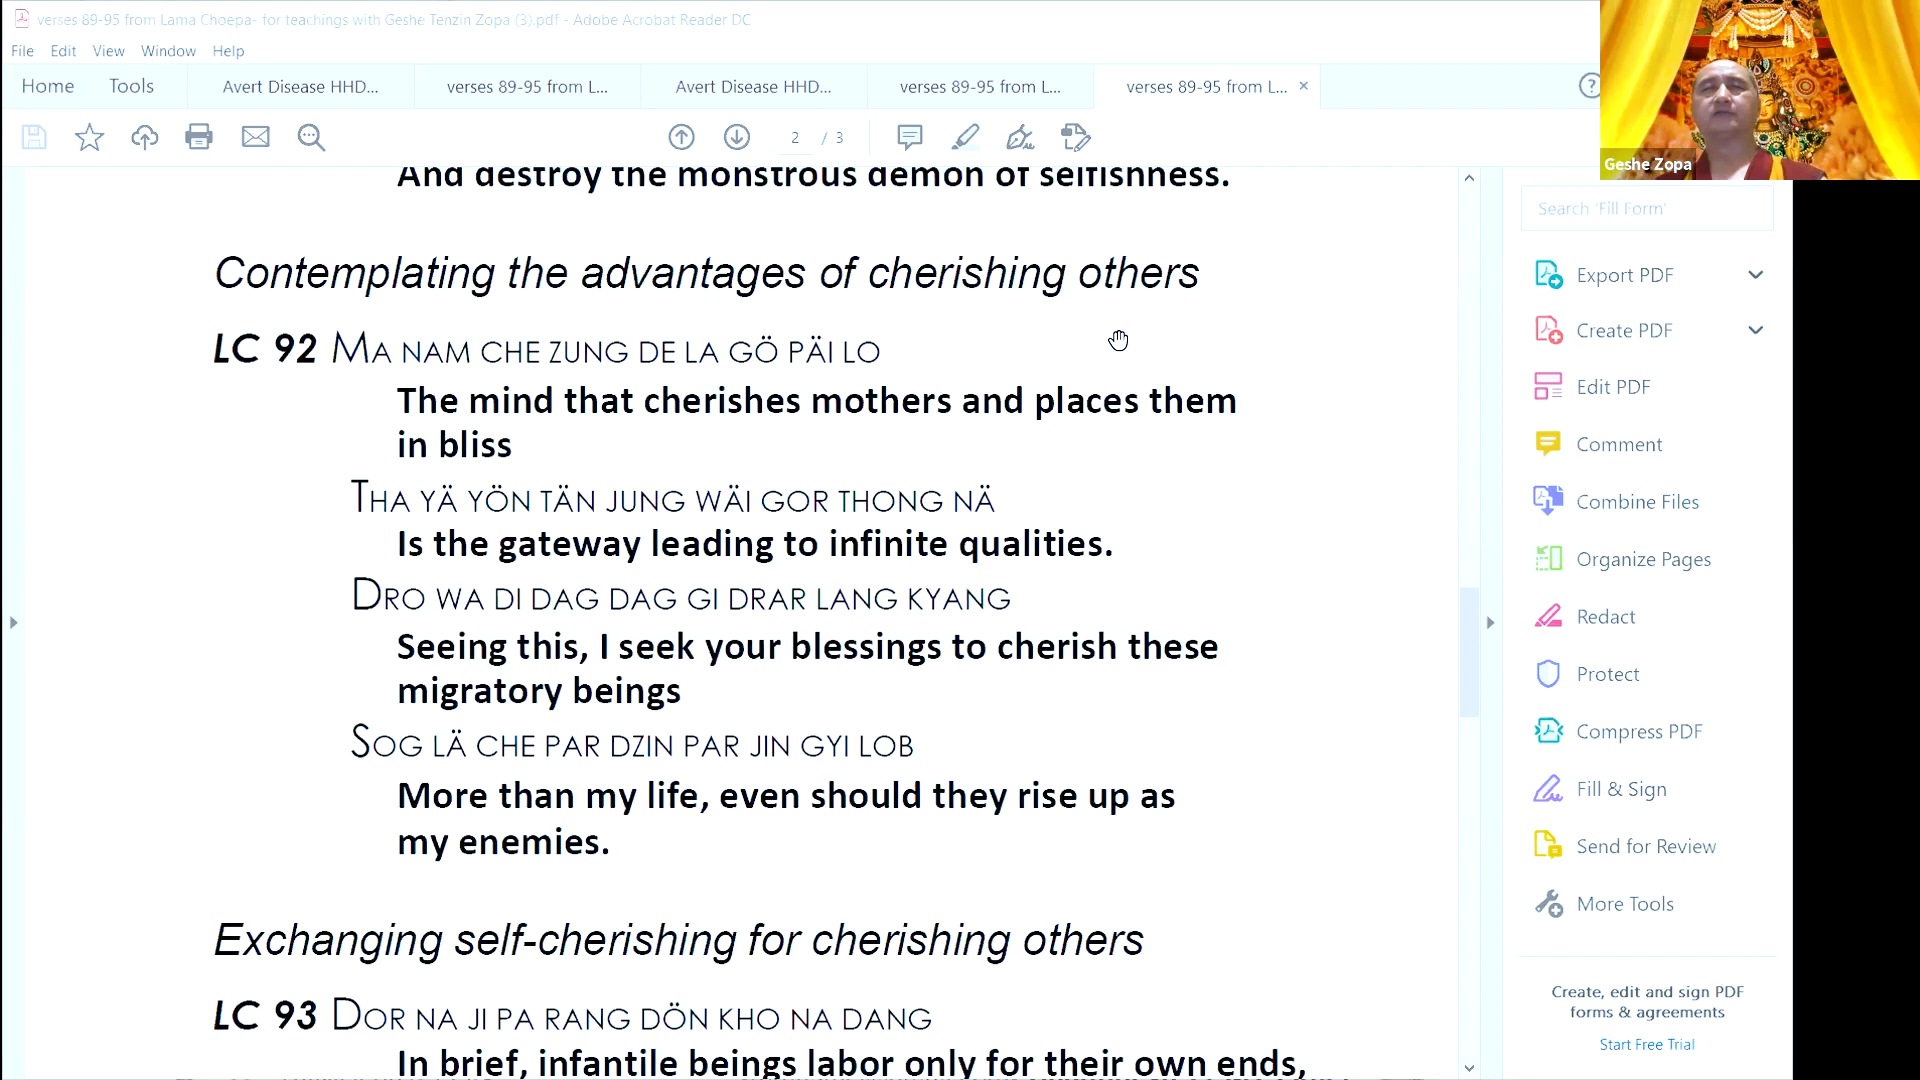 verses 89-95 from Lama Choepa- for teachings with Geshe Tenzin Zopa (3).pdf - Adobe Acrobat Reader DC
File Edit View Window Help
Home Tools Avert Disease HHD... verses 89-95 from L... Avert Disease HHD... verses 89-95 from L... verses 89-95 from L... ×
2 / 3
And destroy the monstrous demon of selfishness.
Geshe Zopa
Search 'Fill Form'
Contemplating the advantages of cherishing others
LC 92 MA NAM CHE ZUNG DE LA GÖ PÄI LO
The mind that cherishes mothers and places them
in bliss
THA YÄ YÖN TÄN JUNG WÄI GOR THONG NÄ
Is the gateway leading to infinite qualities.
DRO WA DI DAG DAG GI DRAR LANG KYANG
Seeing this, I seek your blessings to cherish these
migratory beings
SOG LÄ CHE PAR DZIN PAR JIN GYI LOB
More than my life, even should they rise up as
my enemies.
Exchanging self-cherishing for cherishing others
LC 93 DOR NA JI PA RANG DÖN KHO NA DANG
In brief, infantile beings labor only for their own ends,
Export PDF
Create PDF
Edit PDF
Comment
Combine Files
Organize Pages
Redact
Protect
Compress PDF
Fill & Sign
Send for Review
More Tools
Create, edit and sign PDF
forms & agreements
Start Free Trial